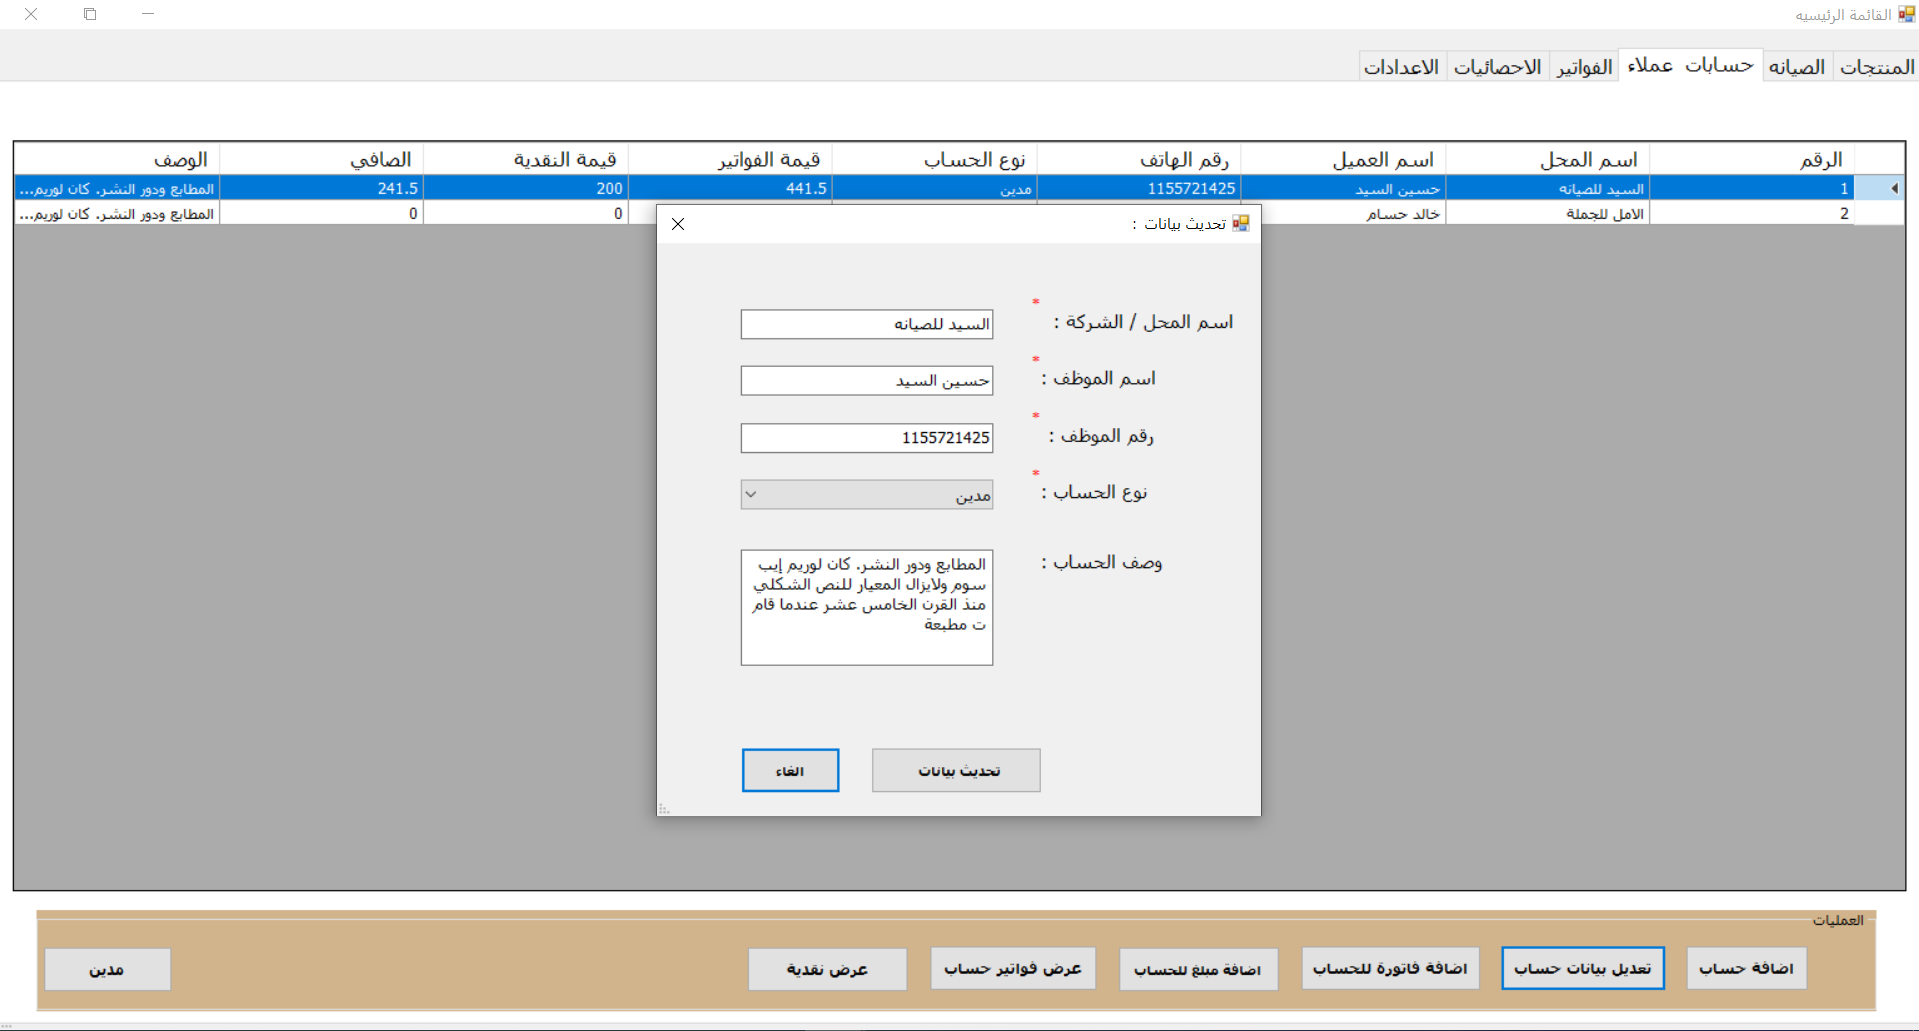 القائمة الرئيسيه
المنتجات الصيانه حسابات عملاء الفواتير الاحصائيات الاعدادات
الرقم اسم المحل اسم العميل رقم الهاتف نوع الحساب قيمة الفواتير قيمة النقدية الصافي الوصف
1 السيد للصيانه حسين السيد 1155721425 مدين 441.5 200 241.5 المطابع ودور النشر. كان لوريم...
2 الامل للجملة خالد حسام 0 0 المطابع ودور النشر. كان لوريم...
تحديث بيانات :
اسم المحل / الشركة : *
السيد للصيانه
اسم الموظف : *
حسين السيد
رقم الموظف : *
1155721425
نوع الحساب : *
مدين
وصف الحساب :
المطابع ودور النشر. كان لوريم إيب
سوم ولايزال المعيار للنص الشكلي
منذ القرن الخامس عشر عندما قام
ت مطبعة
تحديث بيانات
الغاء
العمليات
اضافة حساب
تعديل بيانات حساب
اضافة فاتورة للحساب
اضافة مبلغ للحساب
عرض فواتير حساب
عرض نقدية
مدين